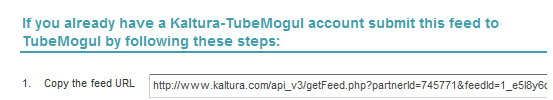 If you already have a Kaltura-TubeMogul account submit this feed to
TubeMogul by following these steps:
1. Copy the feed URL http://www.kaltura.com/api_v3/getFeed.php?partnerId=745771&feedId=1_e5l8y6c